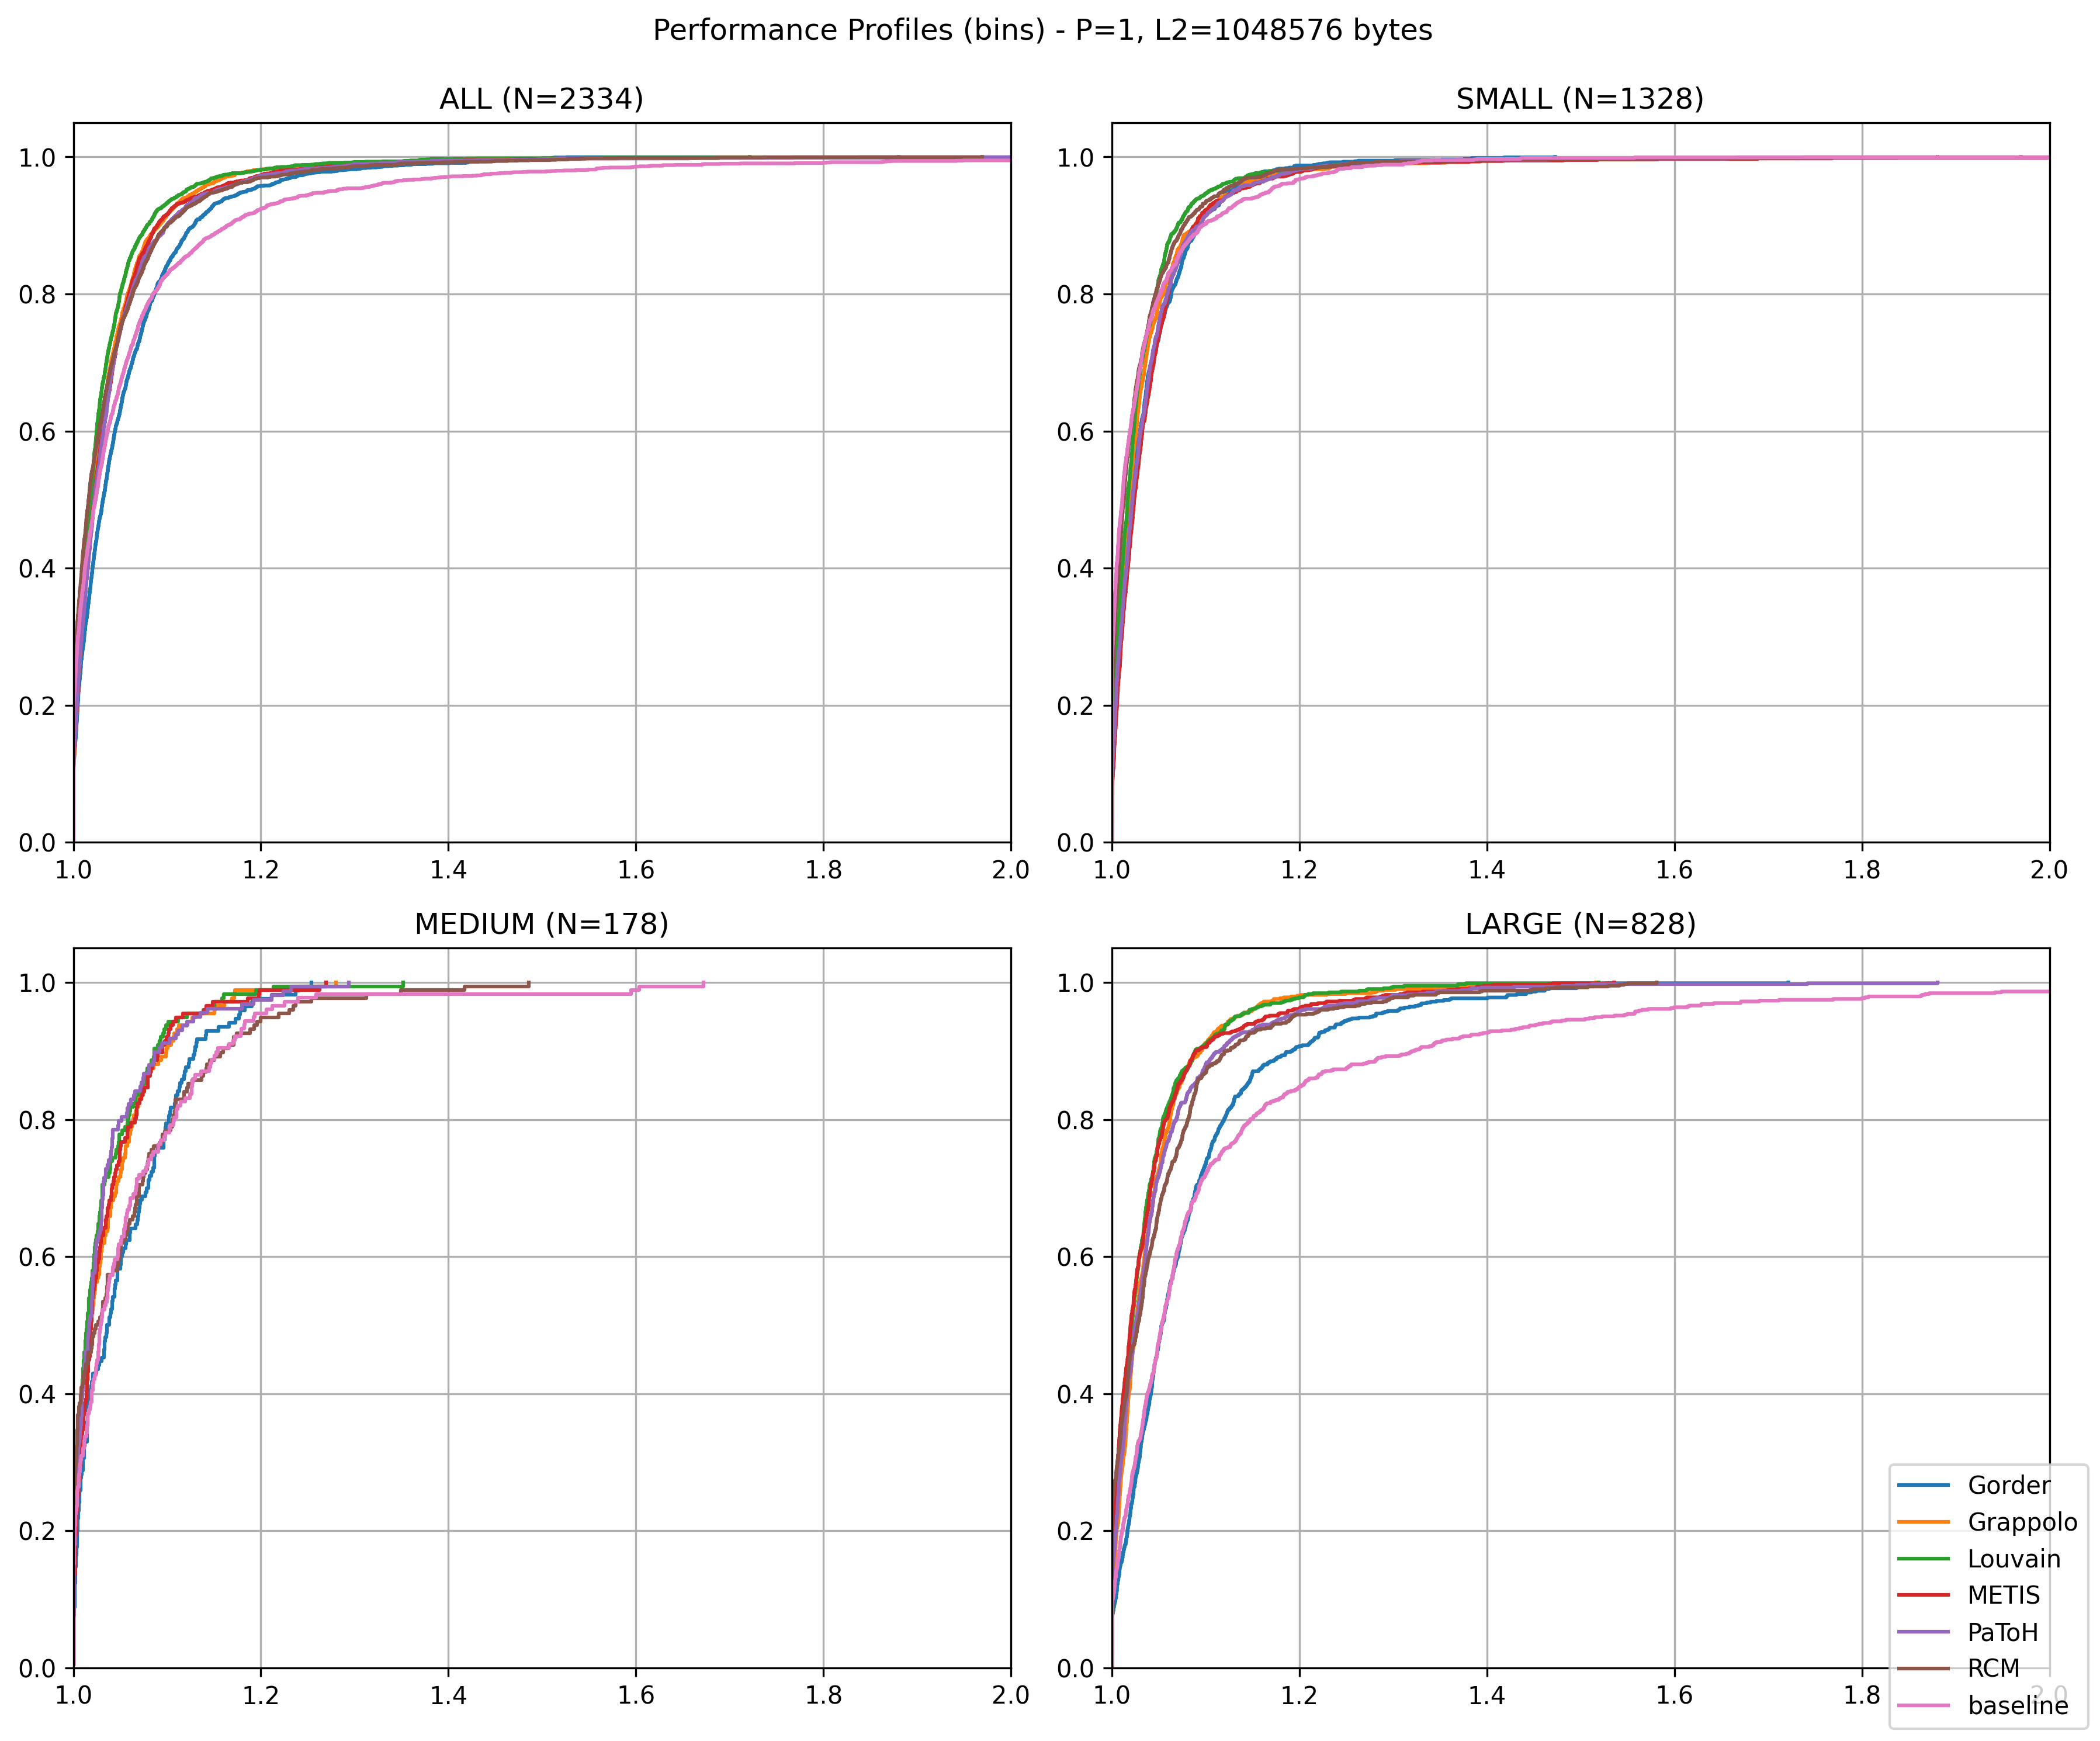 Performance Profiles (bins) - P=1, L2=1048576 bytes
ALL (N=2334)
1.0
0.8
0.6
0.4
0.2
0.0
1.0 1.2 1.4 1.6 1.8 2.0
SMALL (N=1328)
1.0
0.8
0.6
0.4
0.2
0.0
1.0 1.2 1.4 1.6 1.8 2.0
MEDIUM (N=178)
1.0
0.8
0.6
0.4
0.2
0.0
1.0 1.2 1.4 1.6 1.8 2.0
LARGE (N=828)
1.0
0.8
0.6
0.4
0.2
0.0
1.0 1.2 1.4 1.6 1.8 2.0
Gorder
Grappolo
Louvain
METIS
PaToH
RCM
baseline